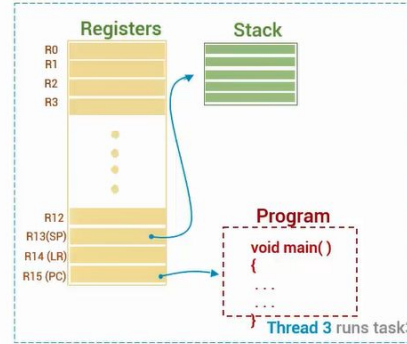 Registers
Stack
R0
R1
R2
R3
R12
R13(SP)
R14 (LR)
R15 (PC)
Program
void main( )
{
...
...
}
Thread 3 runs task3